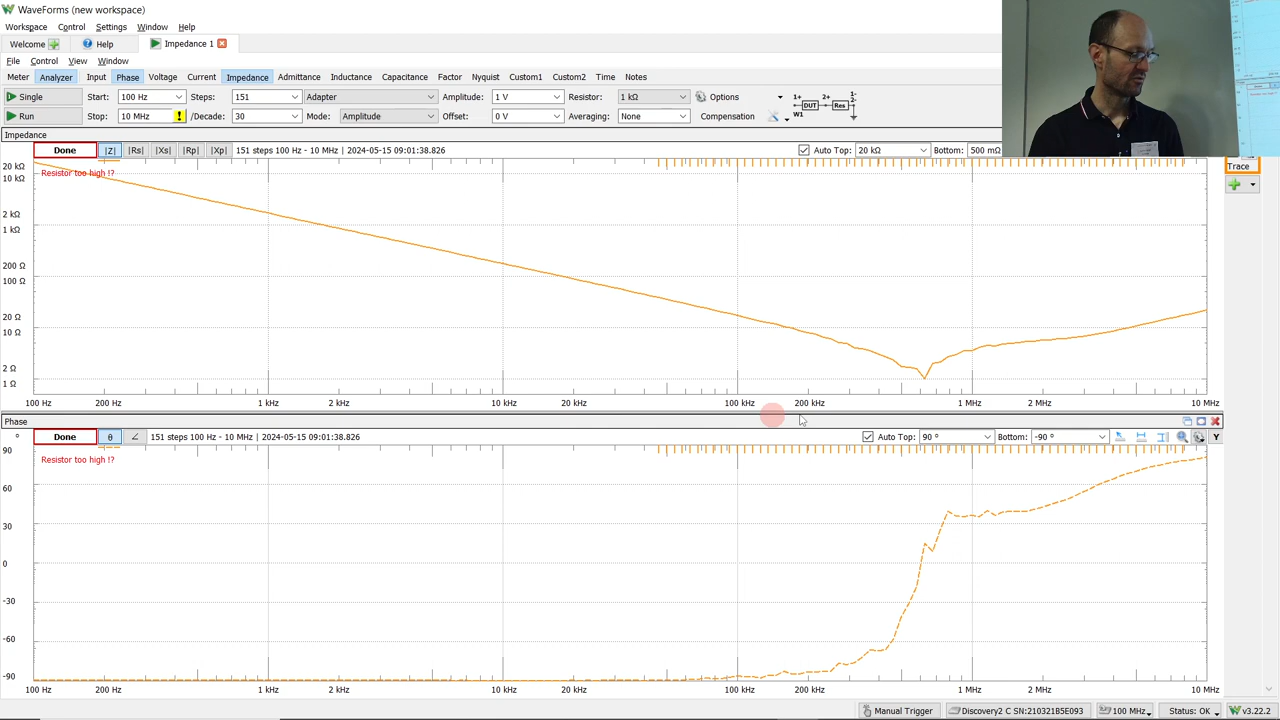 WaveForms (new workspace)
Workspace Control Settings Window Help
Welcome Help Impedance 1
File Control View Window
Meter Analyzer Input Phase Voltage Current Impedance Admittance Inductance Capacitance Factor Nyquist Custom1 Custom2 Time Notes
Single Start: 100 Hz Steps: 151 Adapter Amplitude: 1 V Resistor: 1 kΩ Options
Run Stop: 10 MHz ! /Decade: 30 Mode: Amplitude Offset: 0 V Averaging: None Compensation
1+ 1- DUT Res 2- W1
Impedance
Done |Z| |Rs| |Xs| |Rp| |Xp| 151 steps 100 Hz - 10 MHz | 2024-05-15 09:01:38.826 Auto Top: 20 kΩ Bottom: 500 mΩ
Trace
Resistor too high !?
20 kΩ
10 kΩ
2 kΩ
1 kΩ
200 Ω
100 Ω
20 Ω
10 Ω
2 Ω
1 Ω
100 Hz 200 Hz 1 kHz 2 kHz 10 kHz 20 kHz 100 kHz 200 kHz 1 MHz 2 MHz 10 MHz
Phase
° Done θ ∠ 151 steps 100 Hz - 10 MHz | 2024-05-15 09:01:38.826 Auto Top: 90 ° Bottom: -90 ° Y
Resistor too high !?
90
60
30
0
-30
-60
-90
100 Hz 200 Hz 1 kHz 2 kHz 10 kHz 20 kHz 100 kHz 200 kHz 1 MHz 2 MHz 10 MHz
Manual Trigger Discovery2 C SN:210321B5E093 100 MHz Status: OK v3.22.2